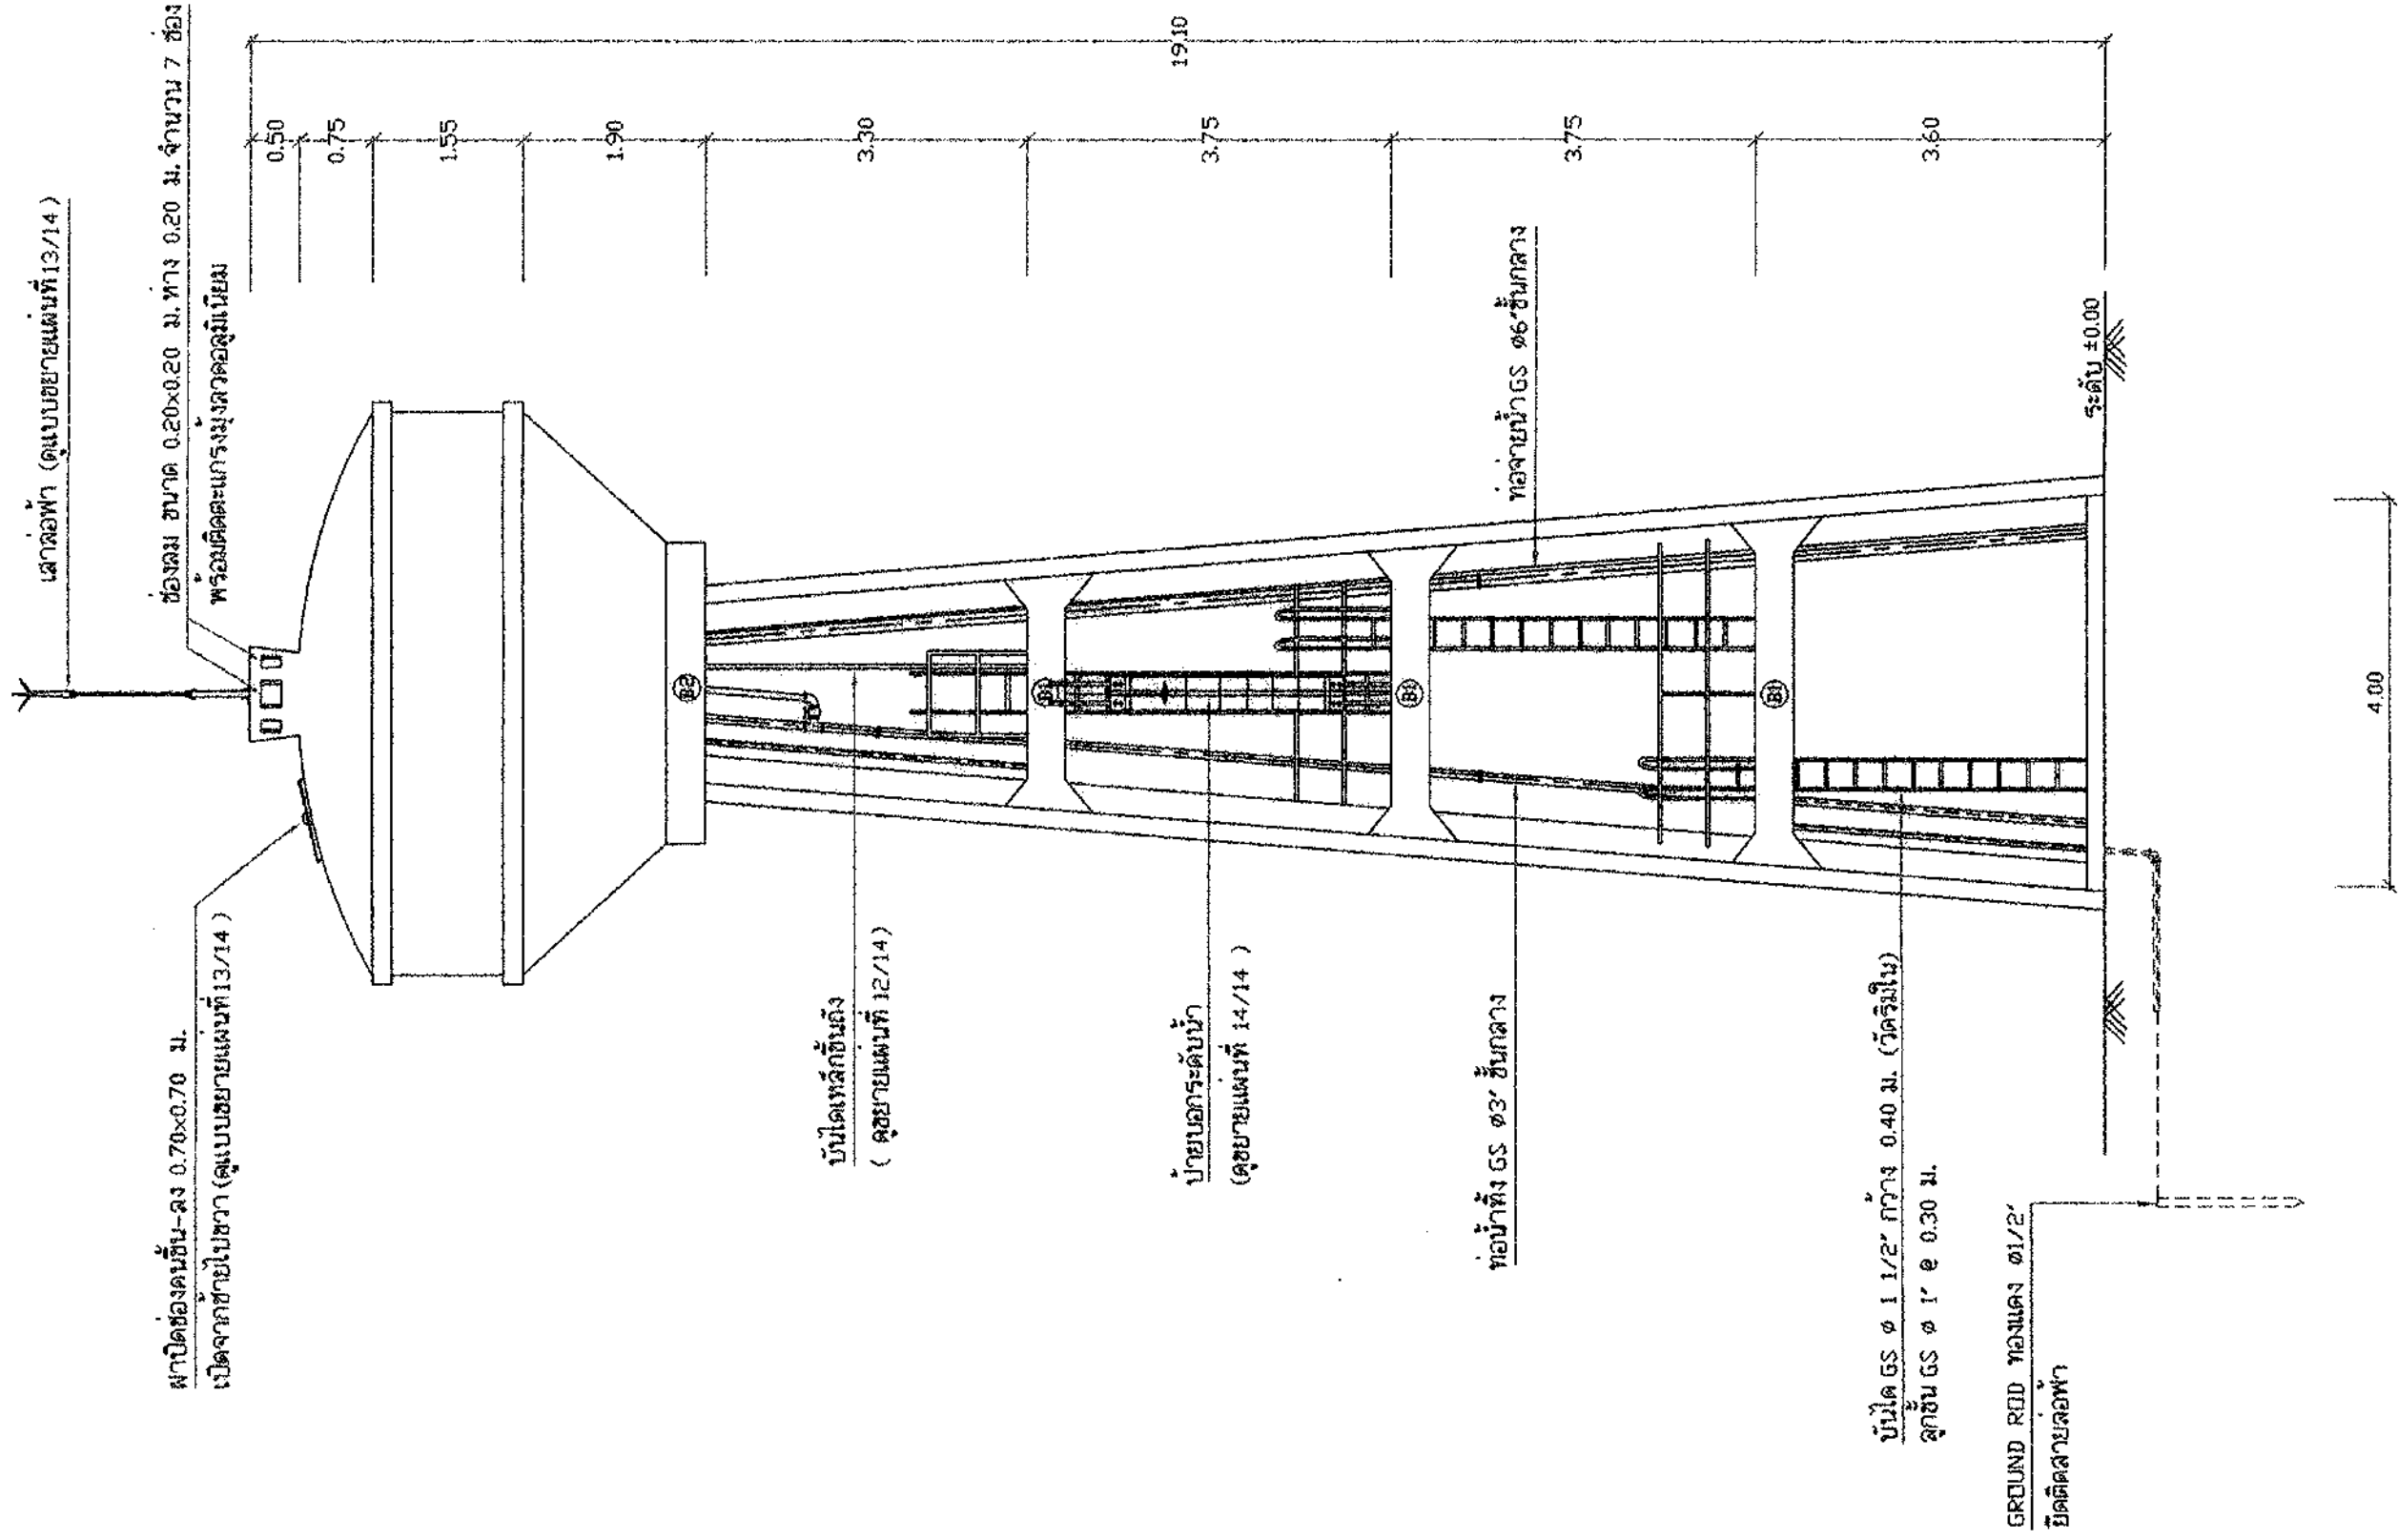 เสาล่อฟ้า (ดูแบบขยายแผ่นที่13/14)
ช่องลม ขนาด 0.20x0.20 ม. ห่าง 0.20 ม. จำนวน 7 ช่อง
พร้อมติดตะแกรงมุ้งลวดอลูมิเนียม
ฝาปิดช่องคนขึ้น-ลง 0.70x0.70 ม.
เปิดจากซ้ายไปขวา (ดูแบบขยายแผ่นที่13/14)
0.50
0.75
1.55
1.90
3.30
3.75
3.75
3.60
19.10
B2
B1
B1
B1
บันไดเหล็กขึ้นถัง
( ดูขยายแผ่นที่ 12/14)
ป้ายบอกระดับน้ำ
(ดูขยายแผ่นที่ 14/14 )
ท่อจ่ายน้ำ GS ø6" ชั้นกลาง
ท่อน้ำทิ้ง GS ø3" ชั้นกลาง
บันได GS ø 1 1/2" กว้าง 0.40 ม. (วัดริมใน)
ลูกขั้น GS ø 1" @ 0.30 ม.
ระดับ ±0.00
GROUND ROD ทองแดง ø1/2"
ยึดติดสายล่อฟ้า
4.00